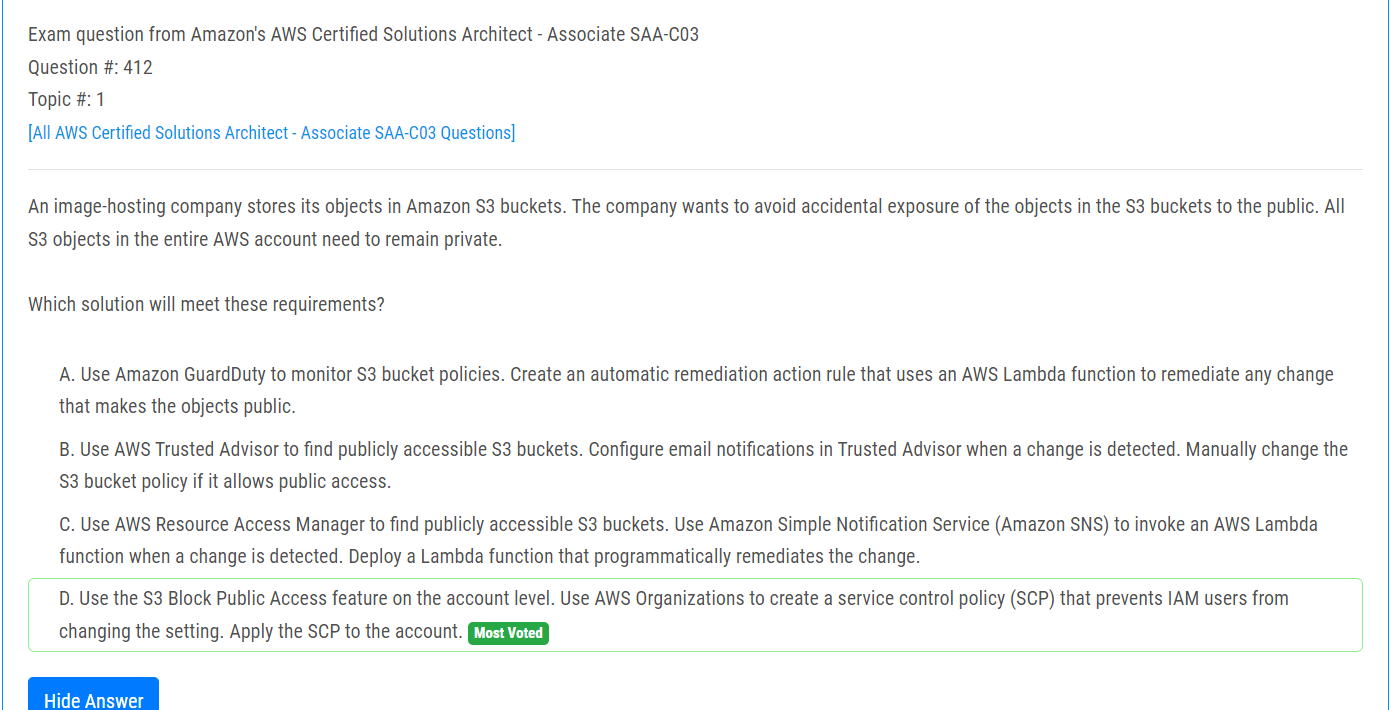 Exam question from Amazon's AWS Certified Solutions Architect - Associate SAA-C03
Question #: 412
Topic #: 1
[All AWS Certified Solutions Architect - Associate SAA-C03 Questions]
An image-hosting company stores its objects in Amazon S3 buckets. The company wants to avoid accidental exposure of the objects in the S3 buckets to the public. All
S3 objects in the entire AWS account need to remain private.
Which solution will meet these requirements?
A. Use Amazon GuardDuty to monitor S3 bucket policies. Create an automatic remediation action rule that uses an AWS Lambda function to remediate any change
that makes the objects public.
B. Use AWS Trusted Advisor to find publicly accessible S3 buckets. Configure email notifications in Trusted Advisor when a change is detected. Manually change the
S3 bucket policy if it allows public access.
C. Use AWS Resource Access Manager to find publicly accessible S3 buckets. Use Amazon Simple Notification Service (Amazon SNS) to invoke an AWS Lambda
function when a change is detected. Deploy a Lambda function that programmatically remediates the change.
D. Use the S3 Block Public Access feature on the account level. Use AWS Organizations to create a service control policy (SCP) that prevents IAM users from
changing the setting. Apply the SCP to the account. Most Voted
Hide Answer